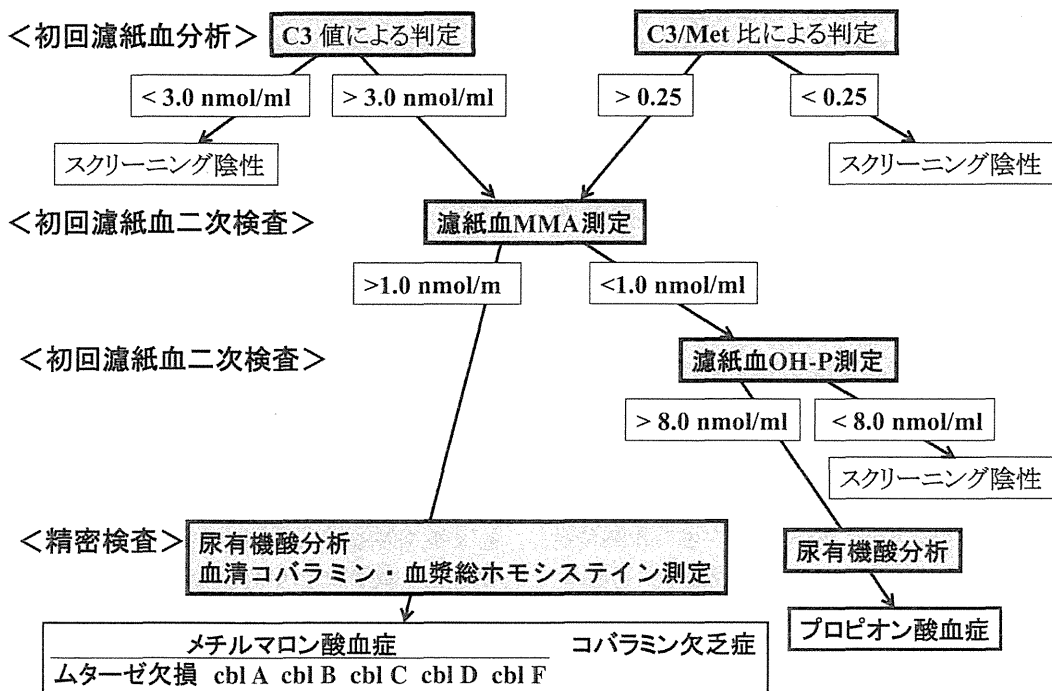 ＜初回濾紙血分析＞ C3 値による判定 C3/Met 比による判定
< 3.0 nmol/ml > 3.0 nmol/ml > 0.25 < 0.25
スクリーニング陰性 スクリーニング陰性
＜初回濾紙血二次検査＞ 濾紙血MMA測定
>1.0 nmol/m <1.0 nmol/ml
＜初回濾紙血二次検査＞ 濾紙血OH-P測定
> 8.0 nmol/ml < 8.0 nmol/ml
スクリーニング陰性
＜精密検査＞ 尿有機酸分析 尿有機酸分析
血清コバラミン・血漿総ホモシステイン測定
プロピオン酸血症
メチルマロン酸血症 コバラミン欠乏症
ムターゼ欠損 cbl A cbl B cbl C cbl D cbl F